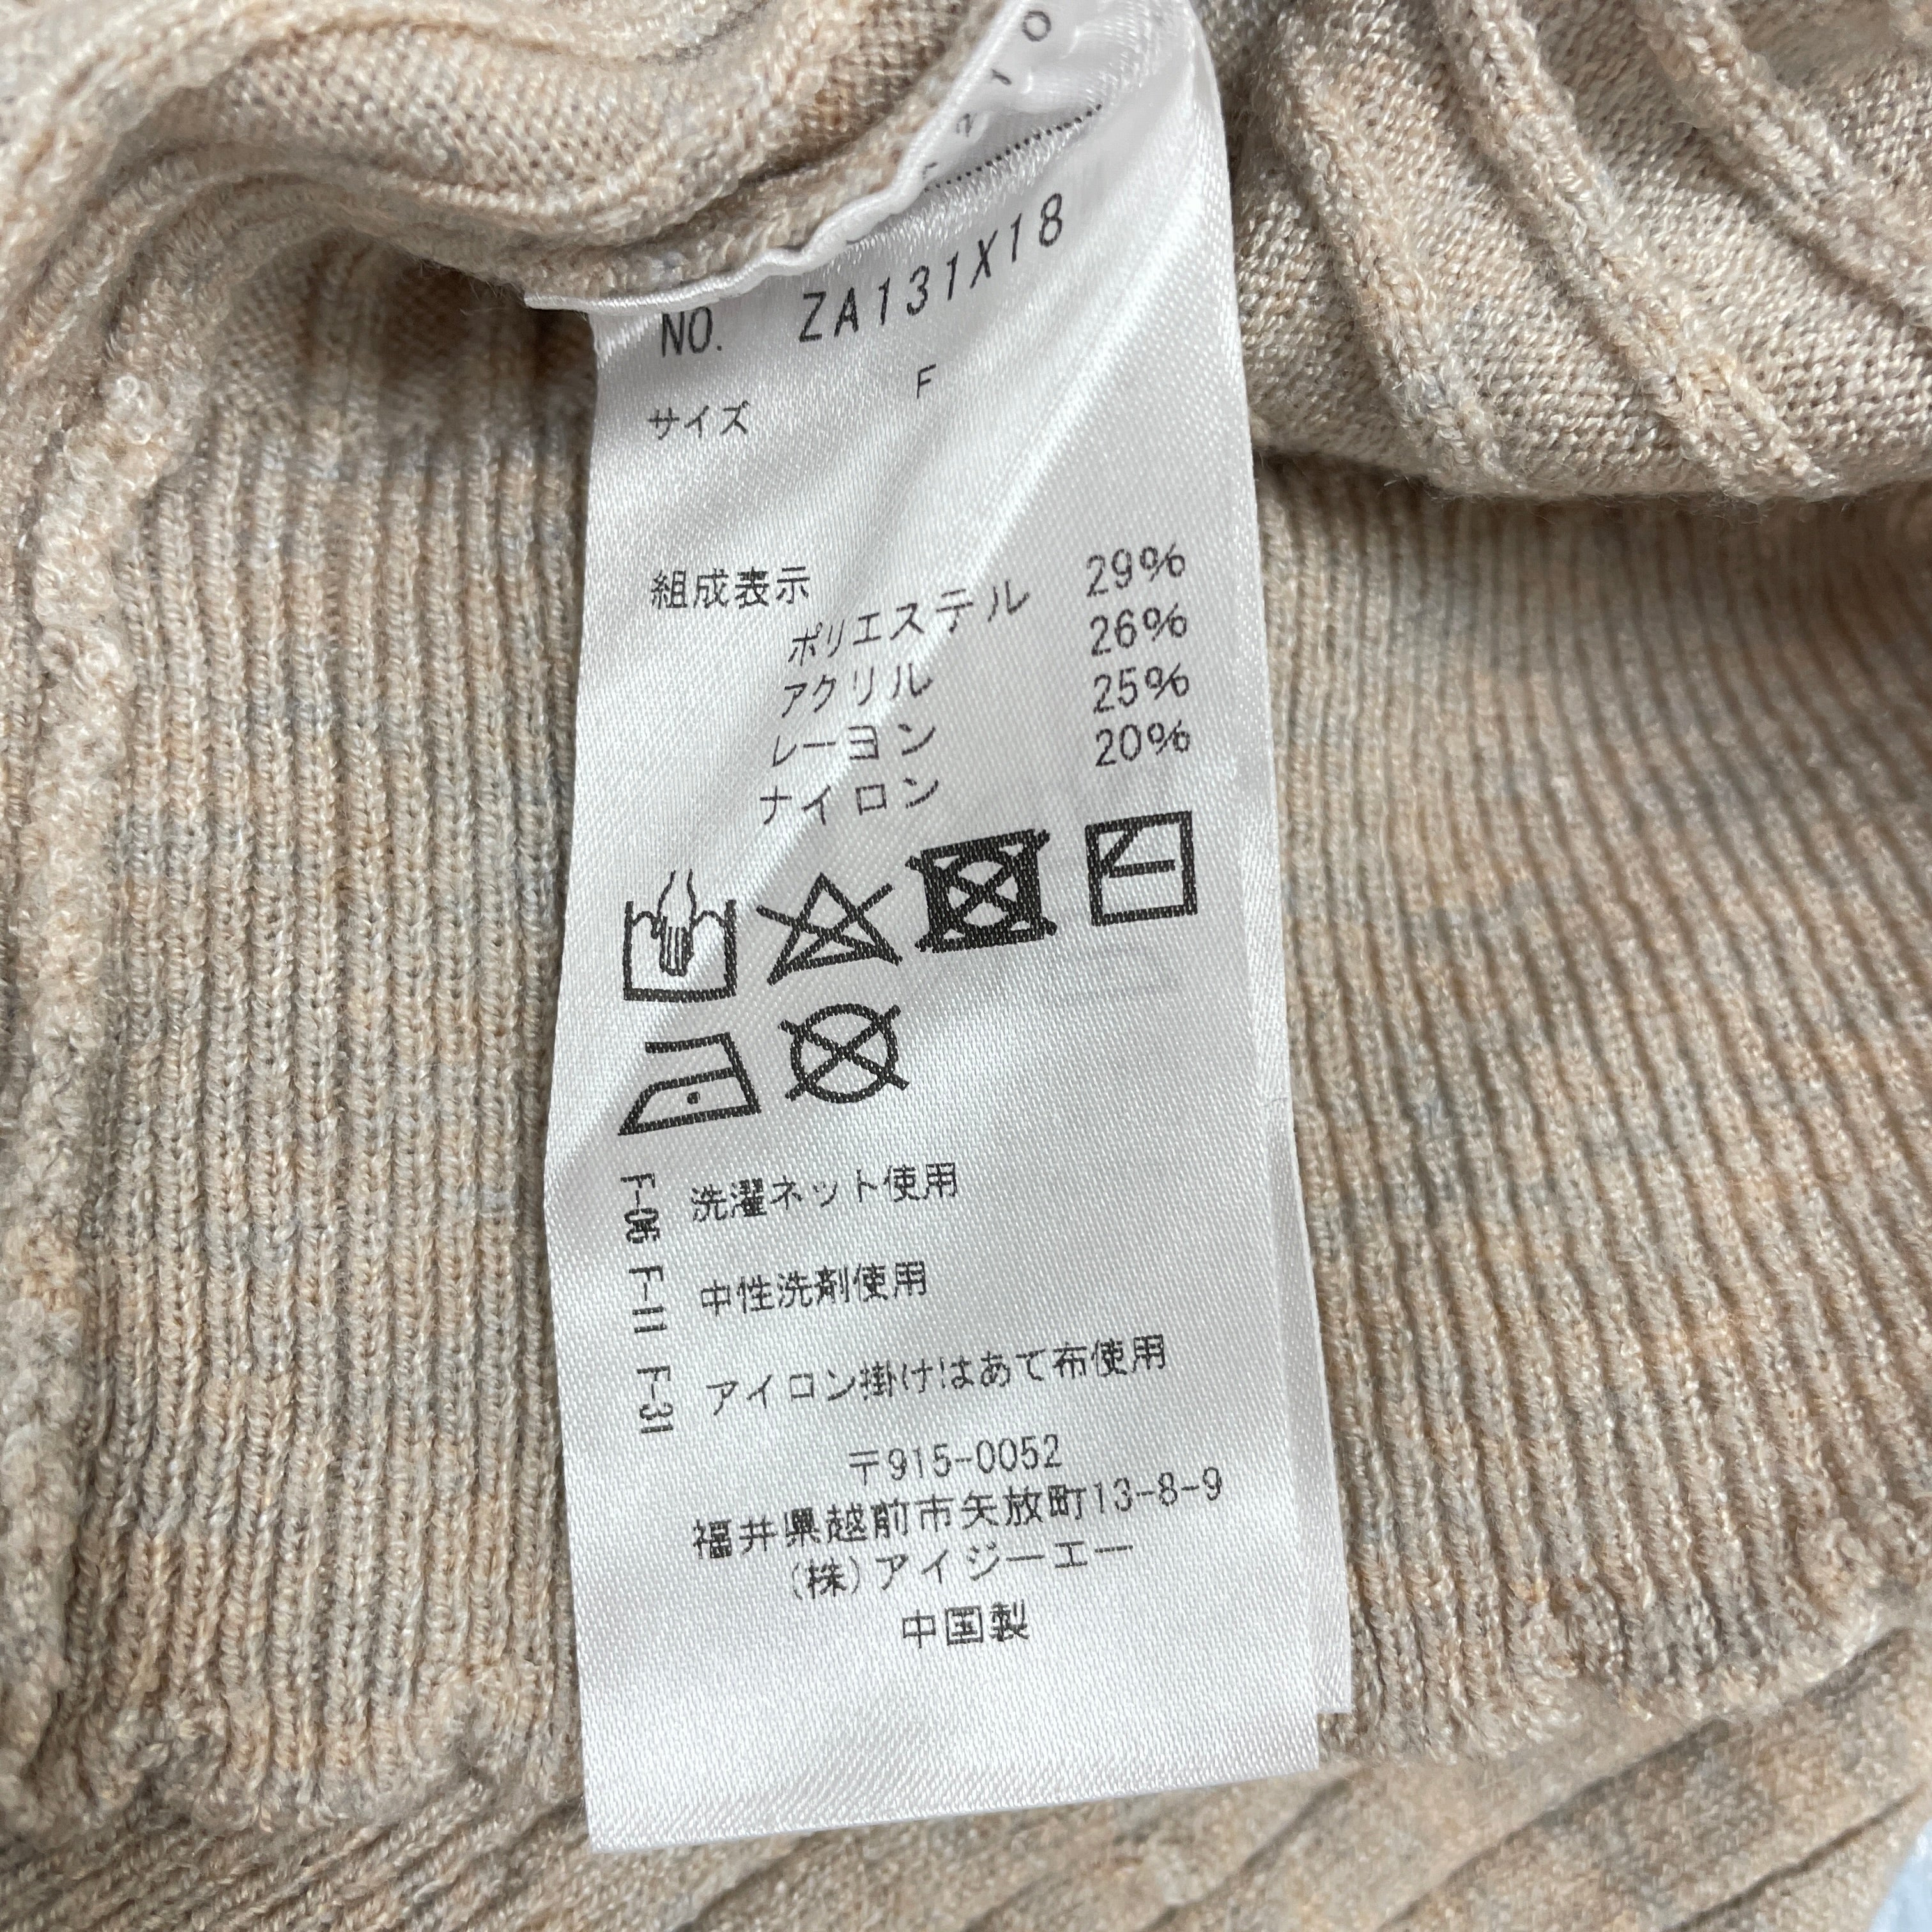 NO. ZA131X18
サイズ F
組成表示
ポリエステル 29%
アクリル 26%
レーヨン 25%
ナイロン 20%
F-06 洗濯ネット使用
F-11 中性洗剤使用
F-31 アイロン掛けはあて布使用
〒915-0052
福井県越前市矢放町13-8-9
(株)アイジーエー
中国製